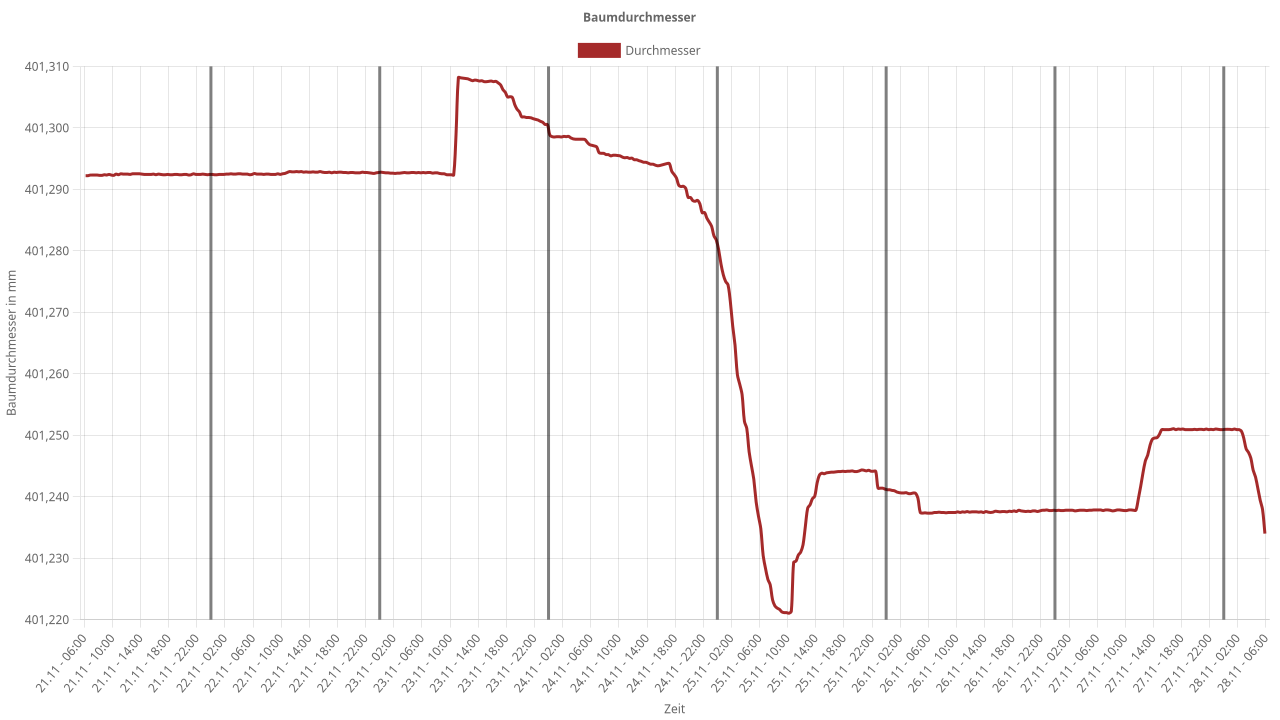 Baumdurchmesser
Durchmesser
401,310
401,300
401,290
401,280
401,270
401,260
401,250
401,240
401,230
401,220
Baumdurchmesser in mm
21.11 - 06:00
21.11 - 10:00
21.11 - 14:00
21.11 - 18:00
21.11 - 22:00
22.11 - 02:00
22.11 - 06:00
22.11 - 10:00
22.11 - 14:00
22.11 - 18:00
22.11 - 22:00
23.11 - 02:00
23.11 - 06:00
23.11 - 10:00
23.11 - 14:00
23.11 - 18:00
23.11 - 22:00
24.11 - 02:00
24.11 - 06:00
24.11 - 10:00
24.11 - 14:00
24.11 - 18:00
24.11 - 22:00
25.11 - 02:00
25.11 - 06:00
25.11 - 10:00
25.11 - 14:00
25.11 - 18:00
25.11 - 22:00
26.11 - 02:00
26.11 - 06:00
26.11 - 10:00
26.11 - 14:00
26.11 - 18:00
26.11 - 22:00
27.11 - 02:00
27.11 - 06:00
27.11 - 10:00
27.11 - 14:00
27.11 - 18:00
27.11 - 22:00
28.11 - 02:00
28.11 - 06:00
Zeit